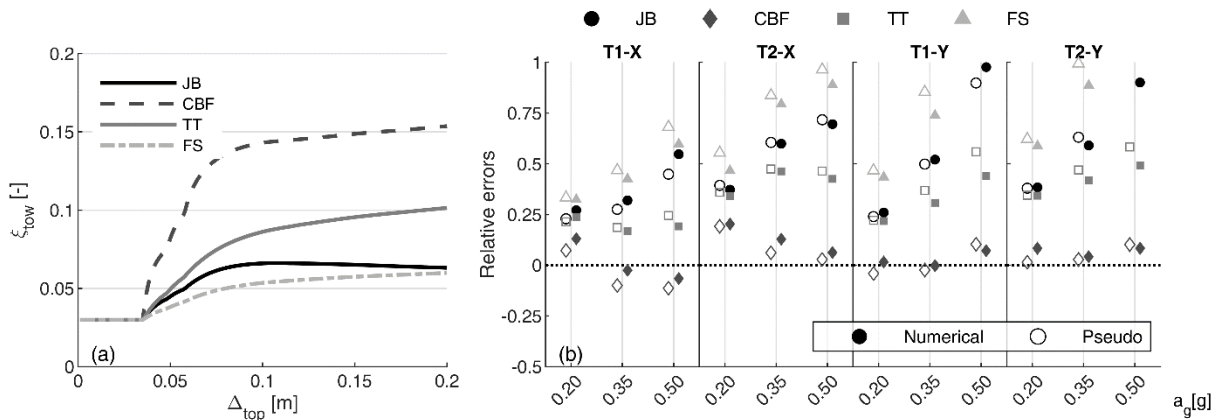 JB CBF TT FS
T1-X T2-X T1-Y T2-Y
0.2
0.15
0.1
0.05
0
ξtow [-]
JB
CBF
TT
FS
(a)
0 0.05 0.1 0.15 0.2
Δtop [m]
1
0.75
0.5
0.25
0
-0.25
-0.5
Relative errors
(b)
Numerical Pseudo
0.20 0.35 0.50 0.20 0.35 0.50 0.20 0.35 0.50 0.20 0.35 0.50
ag[g]